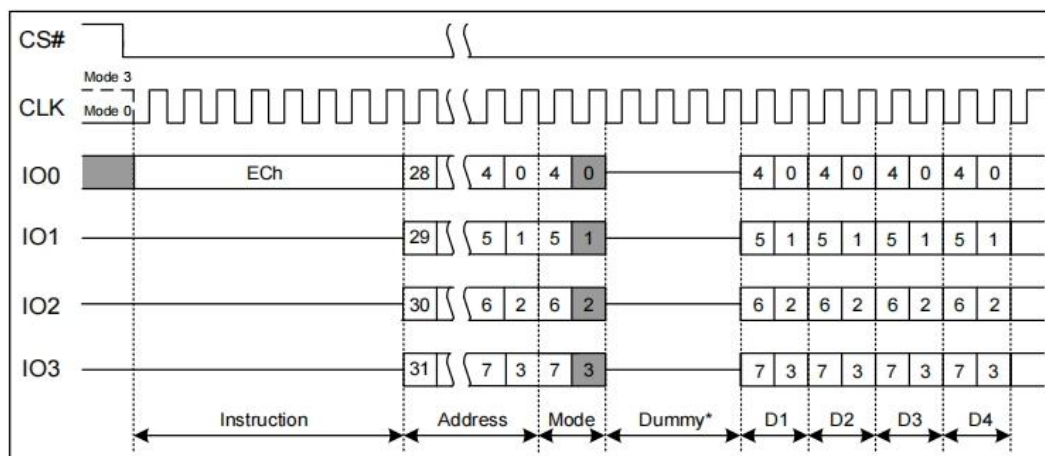 CS#
Mode 3
CLK Mode 0
IO0 ECh 28 4 0 4 0 4 0 4 0 4 0 4 0
IO1 29 5 1 5 1 5 1 5 1 5 1 5 1
IO2 30 6 2 6 2 6 2 6 2 6 2 6 2
IO3 31 7 3 7 3 7 3 7 3 7 3 7 3
Instruction Address Mode Dummy* D1 D2 D3 D4